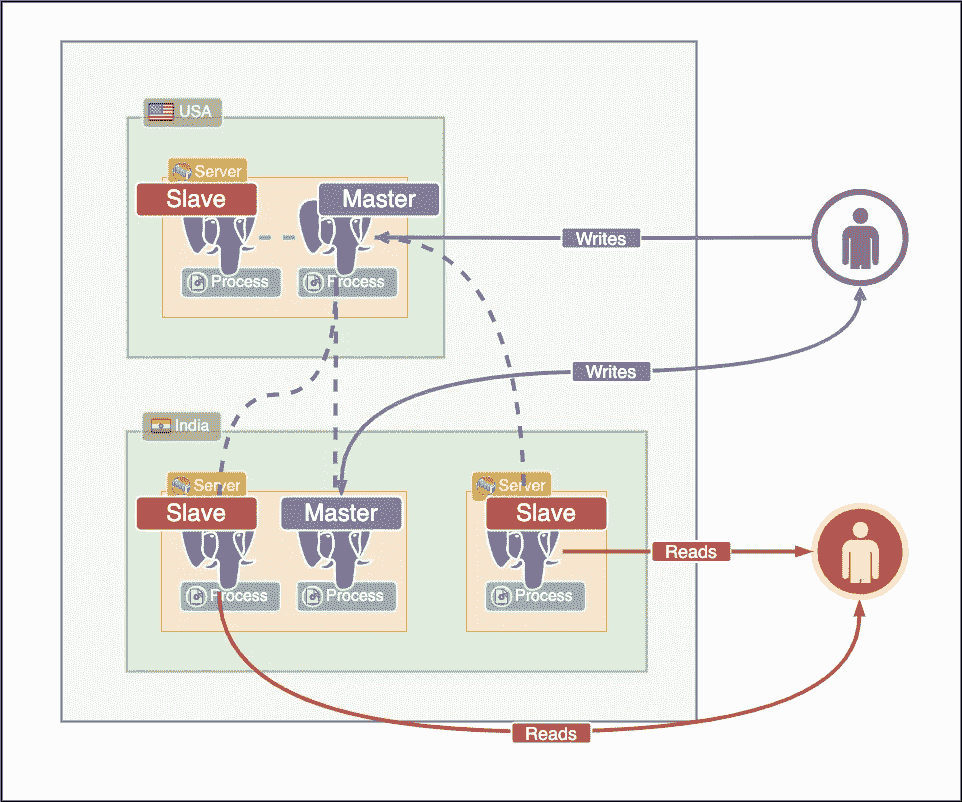 USA
Server
Slave
Master
Process
Process
Writes
Writes
India
Server
Server
Slave
Master
Slave
Process
Process
Process
Reads
Reads